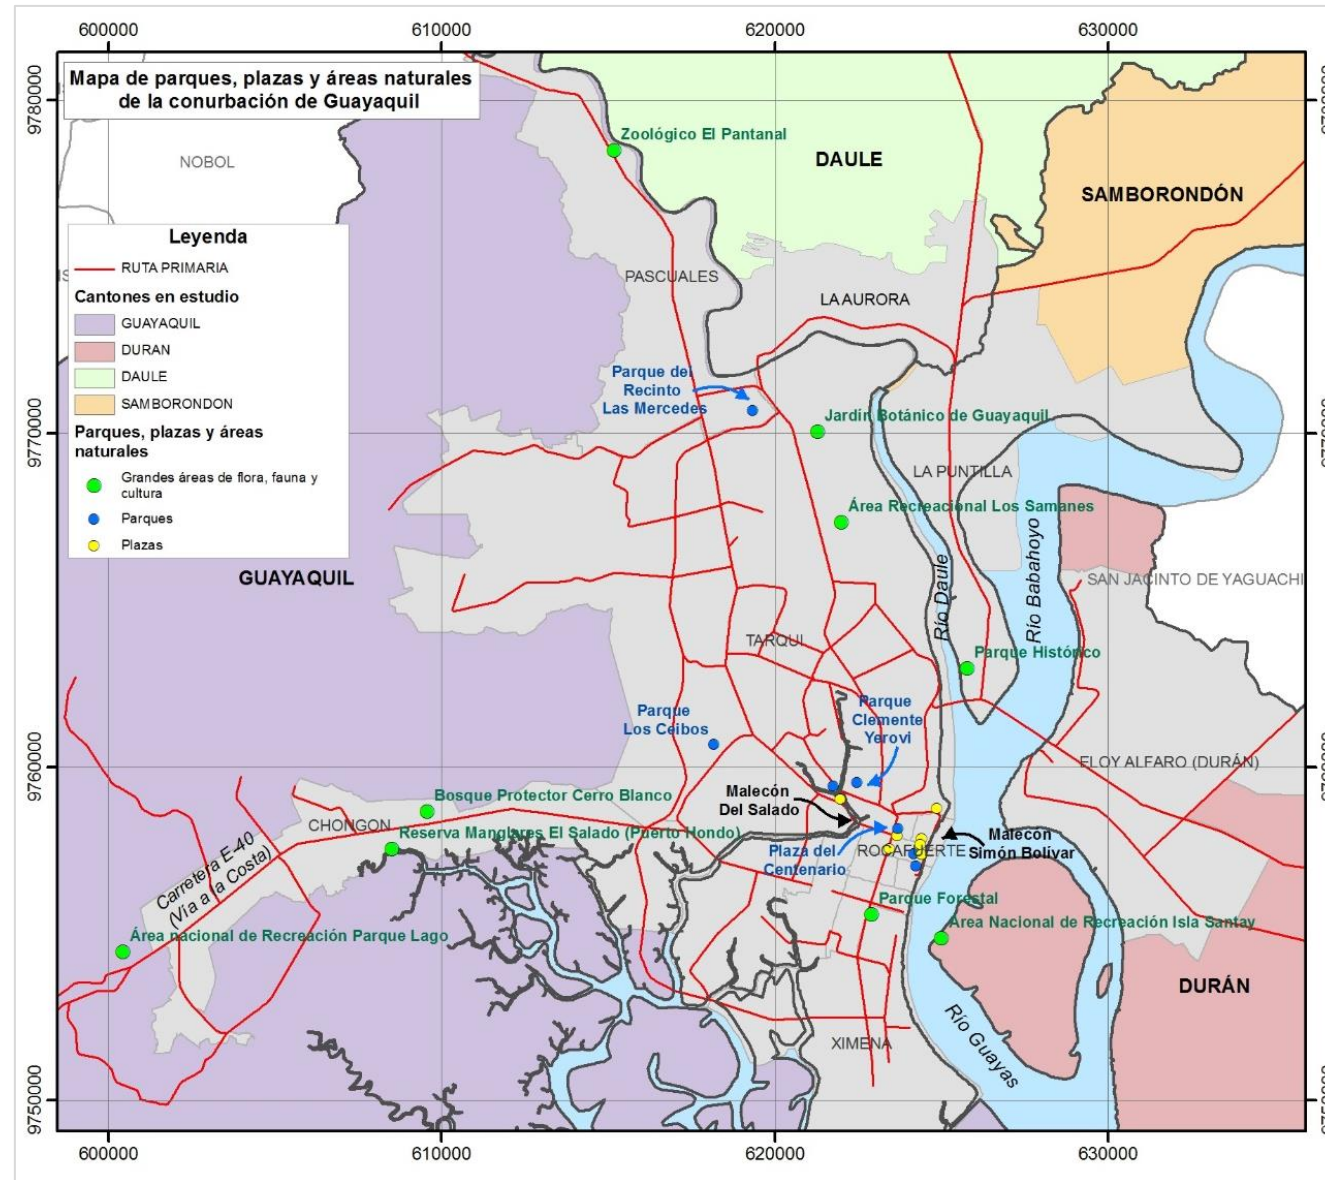 600000
610000
620000
630000
Mapa de parques, plazas y áreas naturales
de la conurbación de Guayaquil
9780000
Zoológico El Pantanal
NOBOL
DAULE
SAMBORONDÓN
Leyenda
RUTA PRIMARIA
Cantones en estudio
GUAYAQUIL
DURAN
DAULE
SAMBORONDON
Parques, plazas y áreas
naturales
Grandes áreas de flora, fauna y
cultura
Parques
Plazas
PASCUALES
LA AURORA
Parque del
Recinto
Las Mercedes
9770000
Jardín Botánico de Guayaquil
LA PUNTILLA
Área Recreacional Los Samanes
GUAYAQUIL
Río Daule
Río Babahoyo
SAN JACINTO DE YAGUACHI
TARQUI
Parque Histórico
Parque
Los Ceibos
Parque
Clemente
Yerovi
9760000
ELOY ALFARO (DURÁN)
Bosque Protector Cerro Blanco
Malecón
Del Salado
CHONGON
Reserva Manglares El Salado (Puerto Hondo)
Malecón
Simón Bolívar
Plaza del
Centenario
ROCAFUERTE
Carretera E-40
(Vía a la Costa)
Parque Forestal
Área Nacional de Recreación Isla Santay
Área nacional de Recreación Parque Lago
DURÁN
Río Guayas
XIMENA
9750000
600000
610000
620000
630000